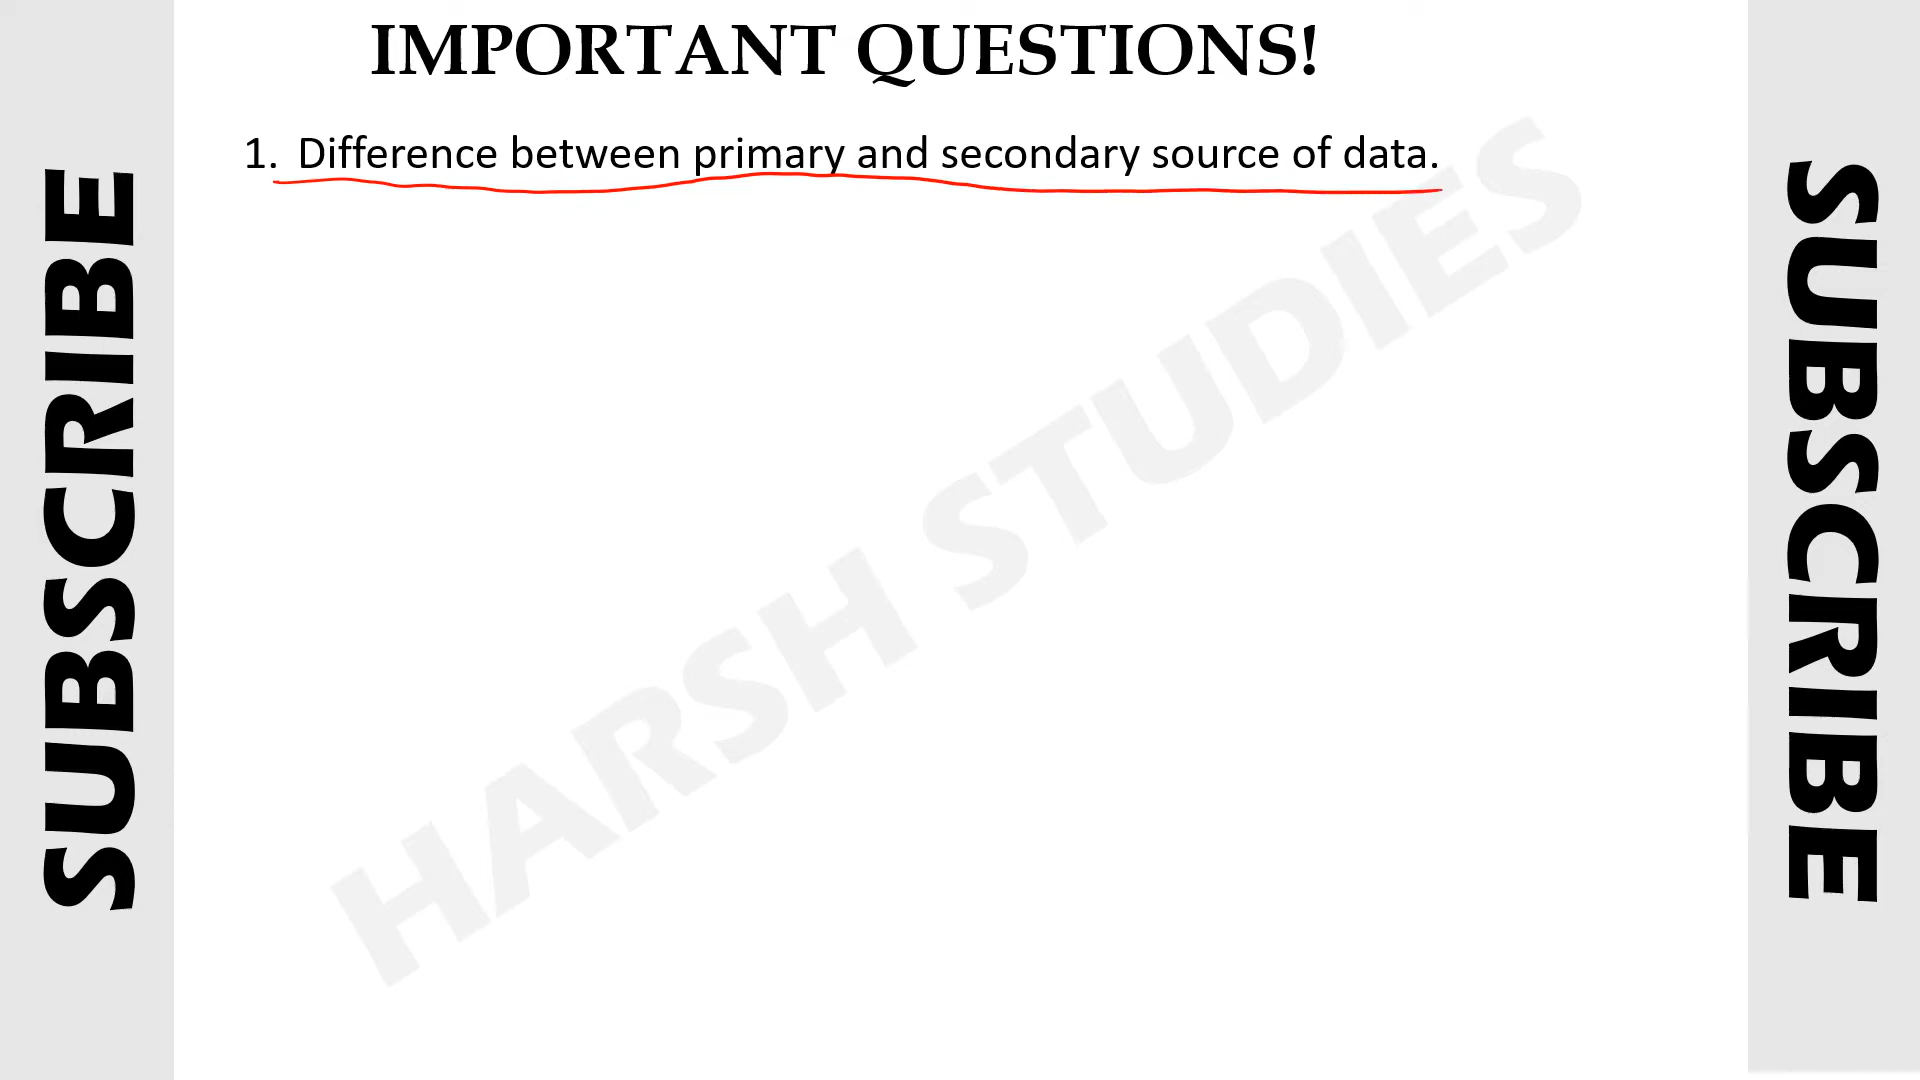 IMPORTANT QUESTIONS!
1. Difference between primary and secondary source of data.
SUBSCRIBE
HARSH STUDIES
SUBSCRIBE